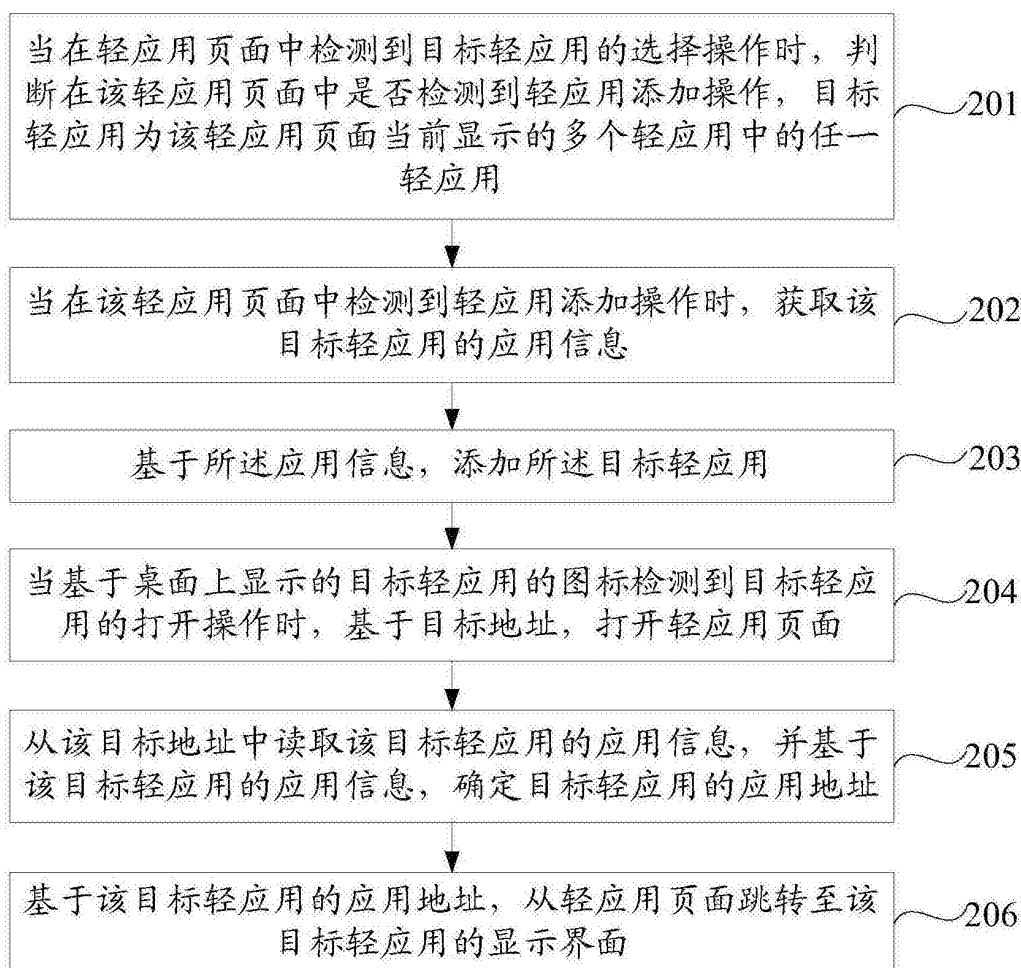 当在轻应用页面中检测到目标轻应用的选择操作时，判
断在该轻应用页面中是否检测到轻应用添加操作，目标
轻应用为该轻应用页面当前显示的多个轻应用中的任一
轻应用
201
当在该轻应用页面中检测到轻应用添加操作时，获取该
目标轻应用的应用信息
202
基于所述应用信息，添加所述目标轻应用
203
当基于桌面上显示的目标轻应用的图标检测到目标轻应
用的打开操作时，基于目标地址，打开轻应用页面
204
从该目标地址中读取该目标轻应用的应用信息，并基于
该目标轻应用的应用信息，确定目标轻应用的应用地址
205
基于该目标轻应用的应用地址，从轻应用页面跳转至该
目标轻应用的显示界面
206